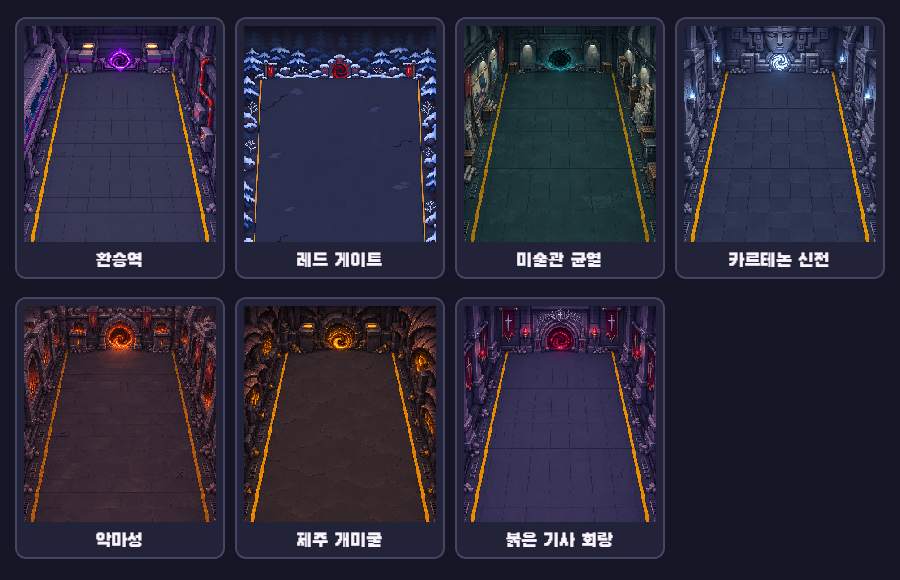 환승역
레드 게이트
미술관 균열
카르테논 신전
악마성
제주 개미굴
붉은 기사 회랑